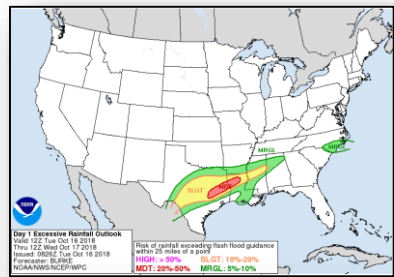 MRGL
MRGL
SLGT
MDT
NOAA
Day 1 Excessive Rainfall Outlook
Valid 12Z Tue Oct 16 2018
Thru 12Z Wed Oct 17 2018
Issued: 0826Z Tue Oct 16 2018
Forecaster: BURKE
NOAA/NWS/NCEP/WPC
Risk of rainfall exceeding flash flood guidance
within 25 miles of a point.
HIGH: > 50% SLGT: 10%-20%
MDT: 20%-50% MRGL: 5%-10%